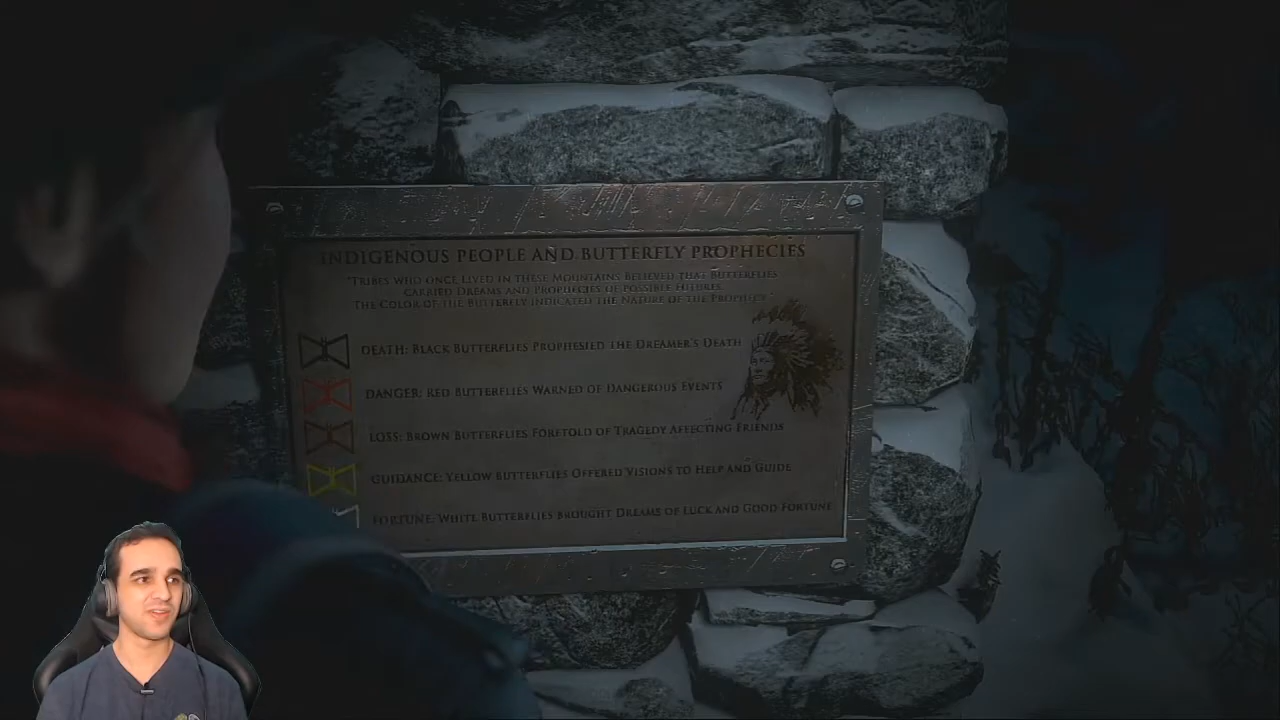 INDIGENOUS PEOPLE AND BUTTERFLY PROPHECIES
"TRIBES WHO ONCE LIVED IN THESE MOUNTAINS BELIEVED THAT BUTTERFLIES
CARRIED DREAMS AND PROPHECIES OF POSSIBLE FUTURES.
THE COLOR OF THE BUTTERFLY INDICATED THE NATURE OF THE PROPHECY."
DEATH: BLACK BUTTERFLIES PROPHESIED THE DREAMER'S DEATH
DANGER: RED BUTTERFLIES WARNED OF DANGEROUS EVENTS
LOSS: BROWN BUTTERFLIES FORETOLD OF TRAGEDY AFFECTING FRIENDS
GUIDANCE: YELLOW BUTTERFLIES OFFERED VISIONS TO HELP AND GUIDE
FORTUNE: WHITE BUTTERFLIES BROUGHT DREAMS OF LUCK AND GOOD FORTUNE